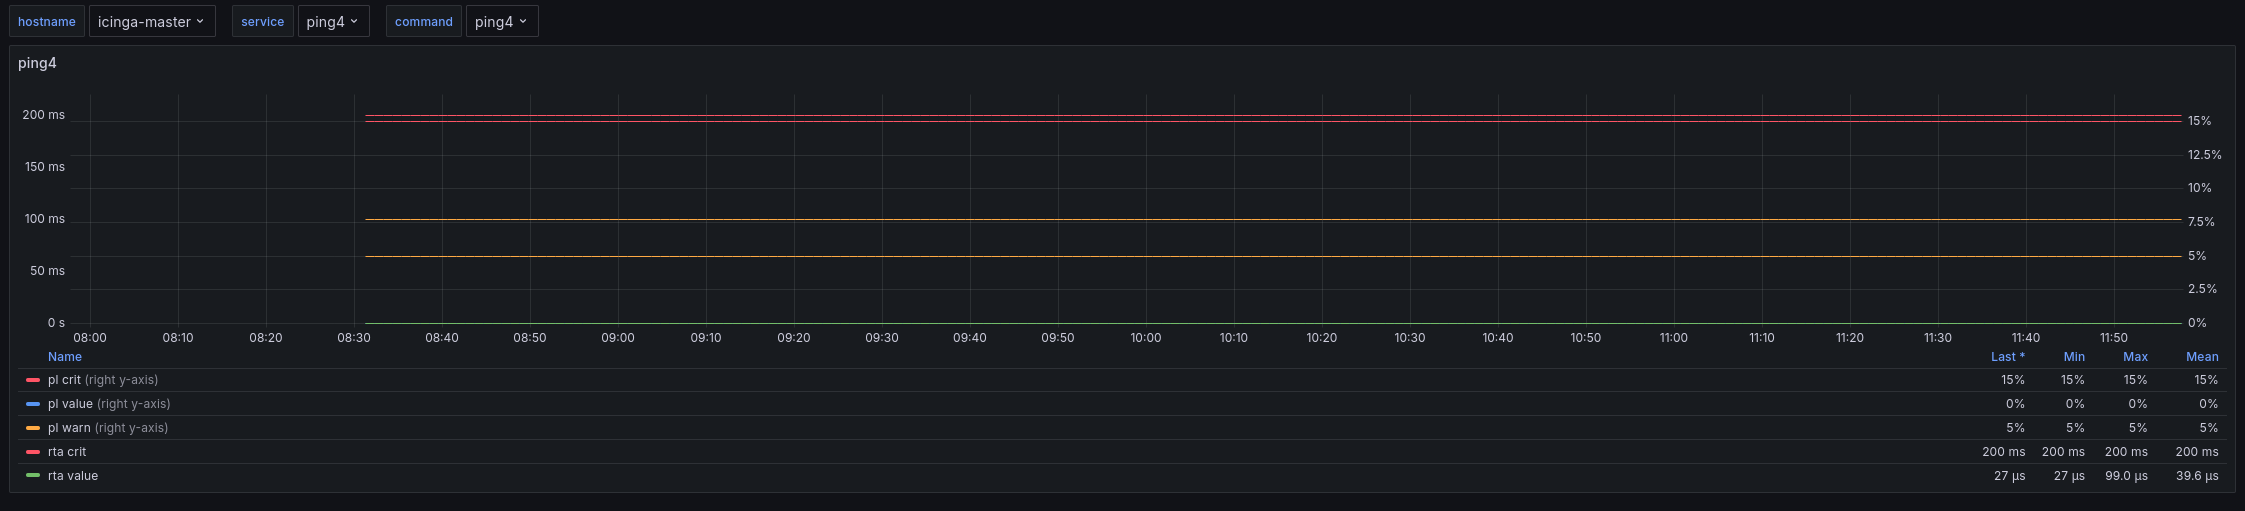 hostname icinga-master service ping4 command ping4
ping4
200 ms
15%
150 ms
12.5%
10%
100 ms
7.5%
5%
50 ms
2.5%
0 s
0%
08:00 08:10 08:20 08:30 08:40 08:50 09:00 09:10 09:20 09:30 09:40 09:50 10:00 10:10 10:20 10:30 10:40 10:50 11:00 11:10 11:20 11:30 11:40 11:50
Name Last * Min Max Mean
pl crit (right y-axis) 15% 15% 15% 15%
pl value (right y-axis) 0% 0% 0% 0%
pl warn (right y-axis) 5% 5% 5% 5%
rta crit 200 ms 200 ms 200 ms 200 ms
rta value 27 µs 27 µs 99.0 µs 39.6 µs